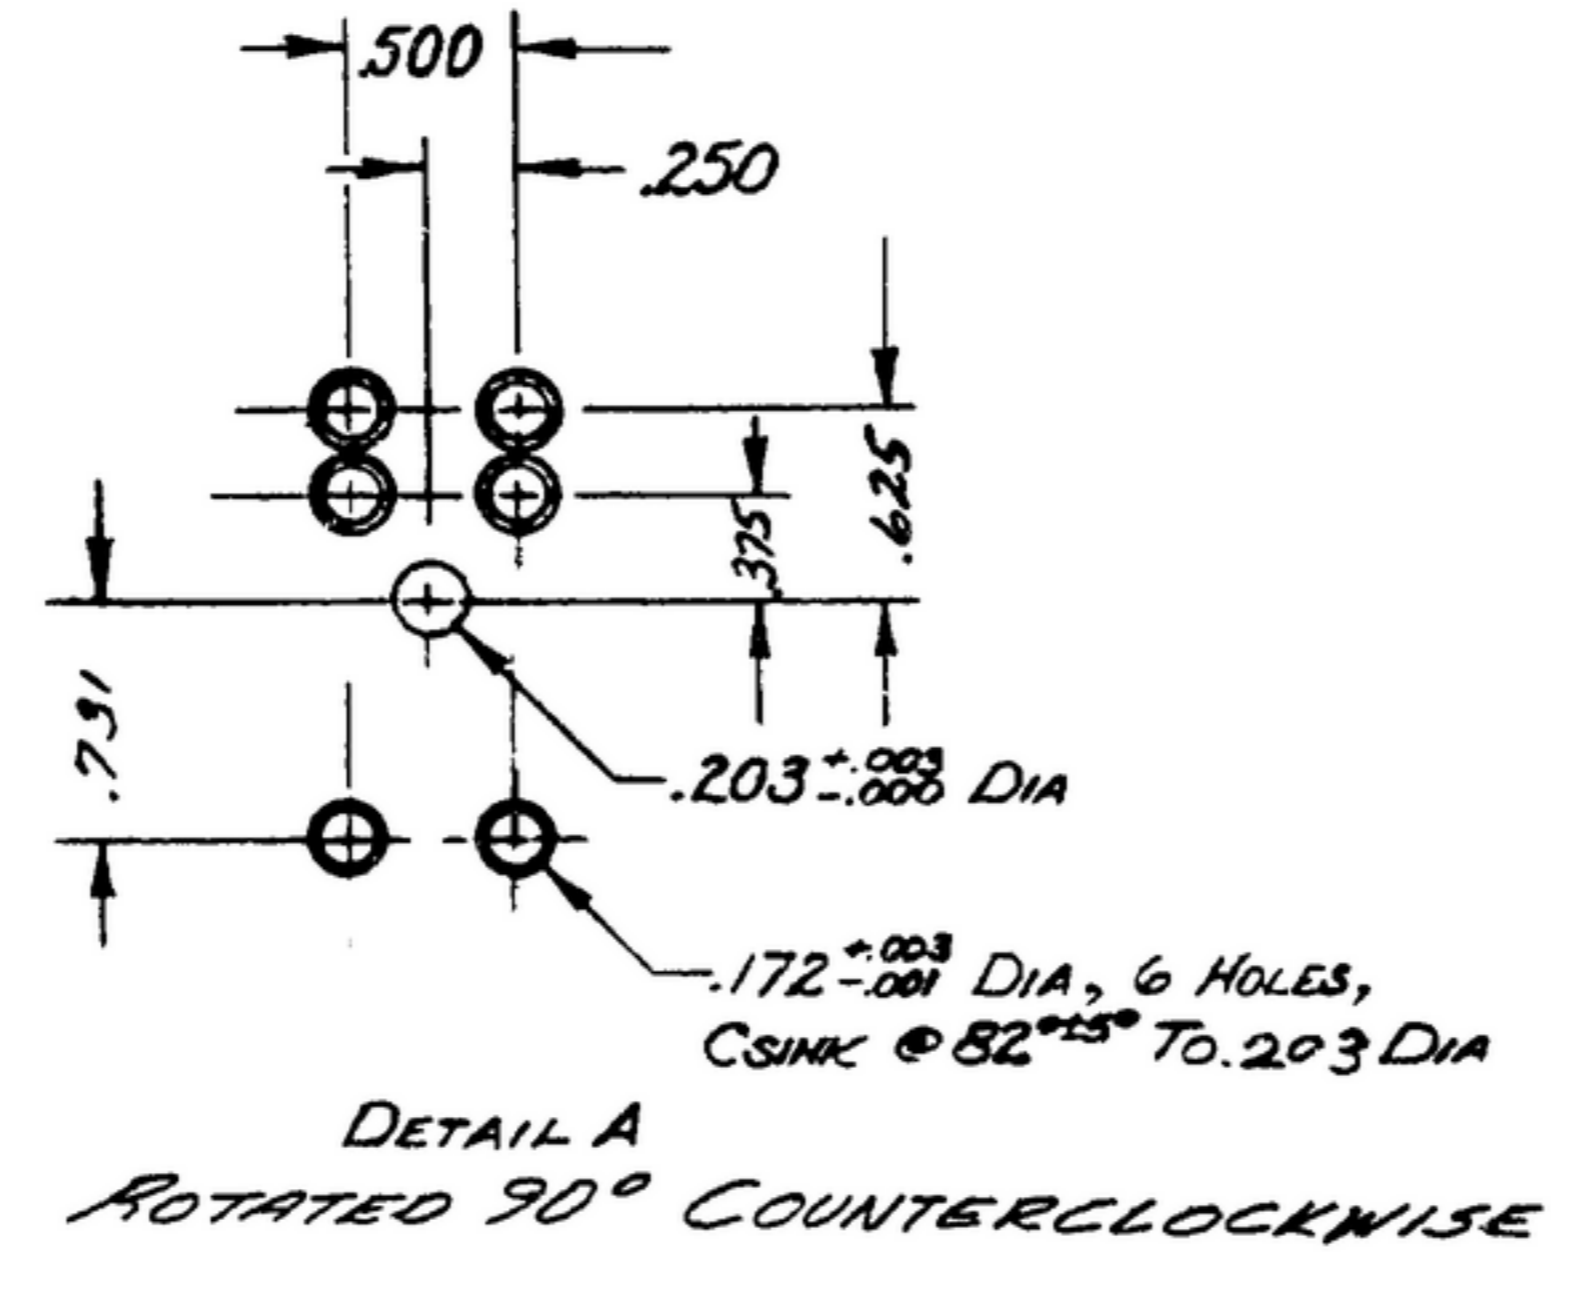 .500
.250
.625
.375
.791
.203 +.003 -.000 DIA
.172 +.003 -.001 DIA, 6 HOLES,
CSINK @ 82° ±5° TO .203 DIA
DETAIL A
ROTATED 90° COUNTERCLOCKWISE